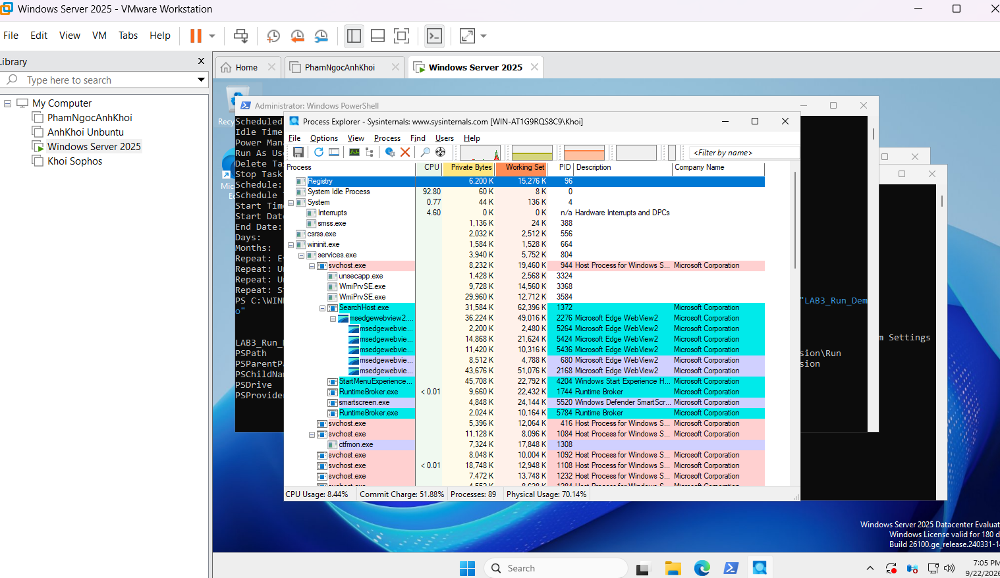 Windows Server 2025 - VMware Workstation
File Edit View VM Tabs Help
Library
Type here to search
My Computer
PhamNgocAnhKhoi
AnhKhoi Unbuntu
Windows Server 2025
Khoi Sophos
Home PhamNgocAnhKhoi Windows Server 2025
Administrator: Windows PowerShell
Scheduled
Idle Time
Power Mana
Run As Use
Delete Tas
Stop Task
Schedule:
Schedule
Start Time
Start Date
End Date:
Days:
Months:
Repeat: E
Repeat: U
Repeat: U
Repeat: S
PS C:\WIN "LAB3_Run_Dem
o"
LAB3_Run_
PSPath sion\Run
PSParentPa sion
PSChildNam
PSDrive
PSProvider
m Settings
Process Explorer - Sysinternals: www.sysinternals.com [WIN-AT1G9RQS8C9\Khoi]
File Options View Process Find Users Help
<Filter by name>
Process CPU Private Bytes Working Set PID Description Company Name
Registry 6,200 K 15,276 K 96
System Idle Process 92.80 60 K 8 K 0
System 0.77 44 K 136 K 4
Interrupts 4.60 0 K 0 K n/a Hardware Interrupts and DPCs
smss.exe 1,136 K 24 K 388
csrss.exe 2,032 K 2,512 K 556
wininit.exe 1,584 K 1,528 K 664
services.exe 3,940 K 5,752 K 804
svchost.exe 8,232 K 19,460 K 944 Host Process for Windows S... Microsoft Corporation
unsecapp.exe 1,428 K 2,568 K 3324
WmiPrvSE.exe 9,728 K 14,560 K 3368
WmiPrvSE.exe 29,960 K 12,712 K 3584
SearchHost.exe 31,584 K 62,396 K 1372 Microsoft Corporation
msedgewebview2.... 36,224 K 49,016 K 2276 Microsoft Edge WebView2 Microsoft Corporation
msedgewebvie... 2,200 K 2,480 K 5264 Microsoft Edge WebView2 Microsoft Corporation
msedgewebvie... 14,868 K 21,624 K 5424 Microsoft Edge WebView2 Microsoft Corporation
msedgewebvie... 11,420 K 10,316 K 5436 Microsoft Edge WebView2 Microsoft Corporation
msedgewebvie... 8,512 K 4,788 K 680 Microsoft Edge WebView2 Microsoft Corporation
msedgewebvie... 43,676 K 51,076 K 2168 Microsoft Edge WebView2 Microsoft Corporation
StartMenuExperience... 45,708 K 22,792 K 4204 Windows Start Experience H... Microsoft Corporation
RuntimeBroker.exe < 0.01 9,660 K 22,432 K 1744 Runtime Broker Microsoft Corporation
smartscreen.exe 4,848 K 24,144 K 5520 Windows Defender SmartScr... Microsoft Corporation
RuntimeBroker.exe 2,024 K 10,164 K 5784 Runtime Broker Microsoft Corporation
svchost.exe 5,396 K 12,064 K 416 Host Process for Windows S... Microsoft Corporation
svchost.exe 11,128 K 8,096 K 1084 Host Process for Windows S... Microsoft Corporation
ctfmon.exe 7,324 K 17,848 K 1308
svchost.exe 8,048 K 10,004 K 1092 Host Process for Windows S... Microsoft Corporation
svchost.exe < 0.01 18,748 K 12,948 K 1108 Host Process for Windows S... Microsoft Corporation
svchost.exe 7,472 K 13,748 K 1232 Host Process for Windows S... Microsoft Corporation
CPU Usage: 8.44% Commit Charge: 51.88% Processes: 89 Physical Usage: 70.14%
Windows Server 2025 Datacenter Evaluat
Windows License valid for 180 d
Build 26100.ge_release.240331-1
Search
7:05 PM
9/22/2026